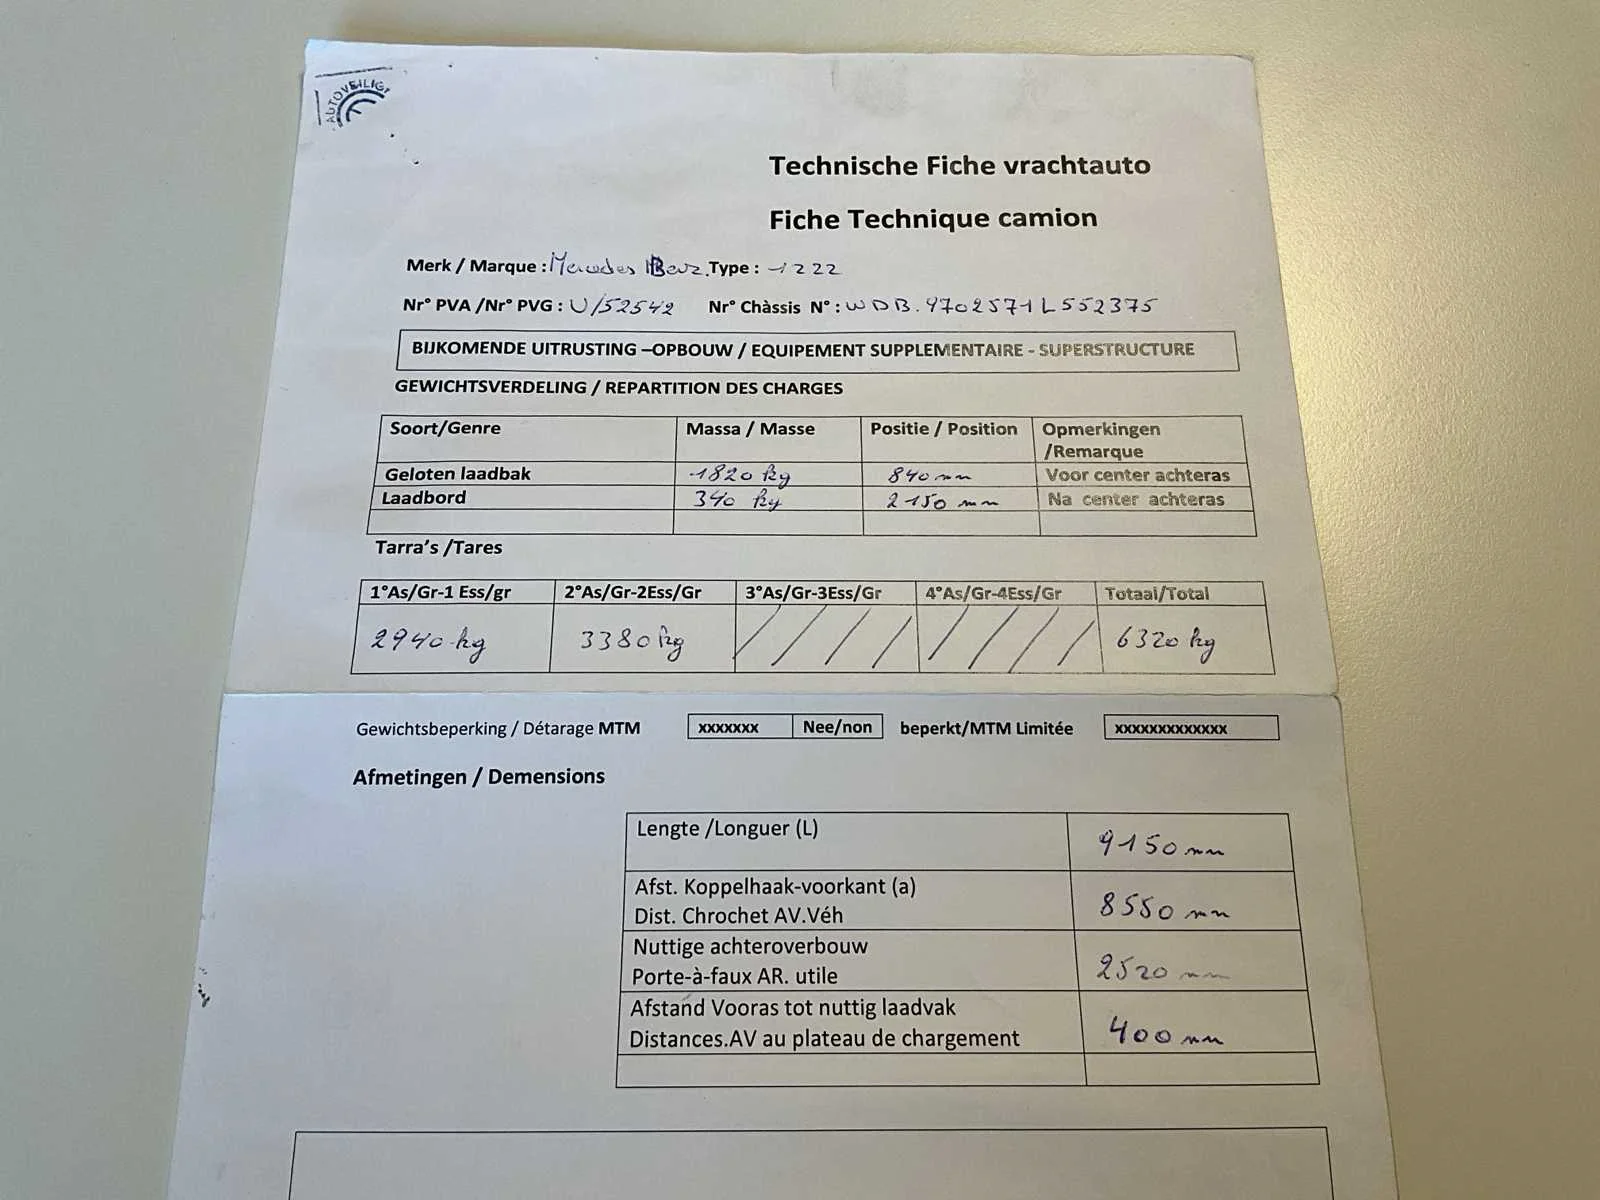 AUTOVEILIGT
Technische Fiche vrachtauto
Fiche Technique camion
Merk / Marque : Mercedes Benz. Type : 1222
Nr° PVA /Nr° PVG : U/52542 Nr° Chàssis N° : WDB.9702571L552375
BIJKOMENDE UITRUSTING –OPBOUW / EQUIPEMENT SUPPLEMENTAIRE - SUPERSTRUCTURE
GEWICHTSVERDELING / REPARTITION DES CHARGES
Soort/Genre Massa / Masse Positie / Position Opmerkingen
/Remarque
Geloten laadbak 1820 kg 840 mm Voor center achteras
Laadbord 340 kg 2150 mm Na center achteras
Tarra's /Tares
1°As/Gr-1 Ess/gr 2°As/Gr-2Ess/Gr 3°As/Gr-3Ess/Gr 4°As/Gr-4Ess/Gr Totaal/Total
2940 kg 3380 kg 6320 kg
Gewichtsbeperking / Détarage MTM xxxxxxx Nee/non beperkt/MTM Limitée xxxxxxxxxxxxx
Afmetingen / Demensions
Lengte /Longuer (L) 9150 mm
Afst. Koppelhaak-voorkant (a)
Dist. Chrochet AV.Véh 8550 mm
Nuttige achteroverbouw
Porte-à-faux AR. utile 2520 mm
Afstand Vooras tot nuttig laadvak
Distances.AV au plateau de chargement 400 mm